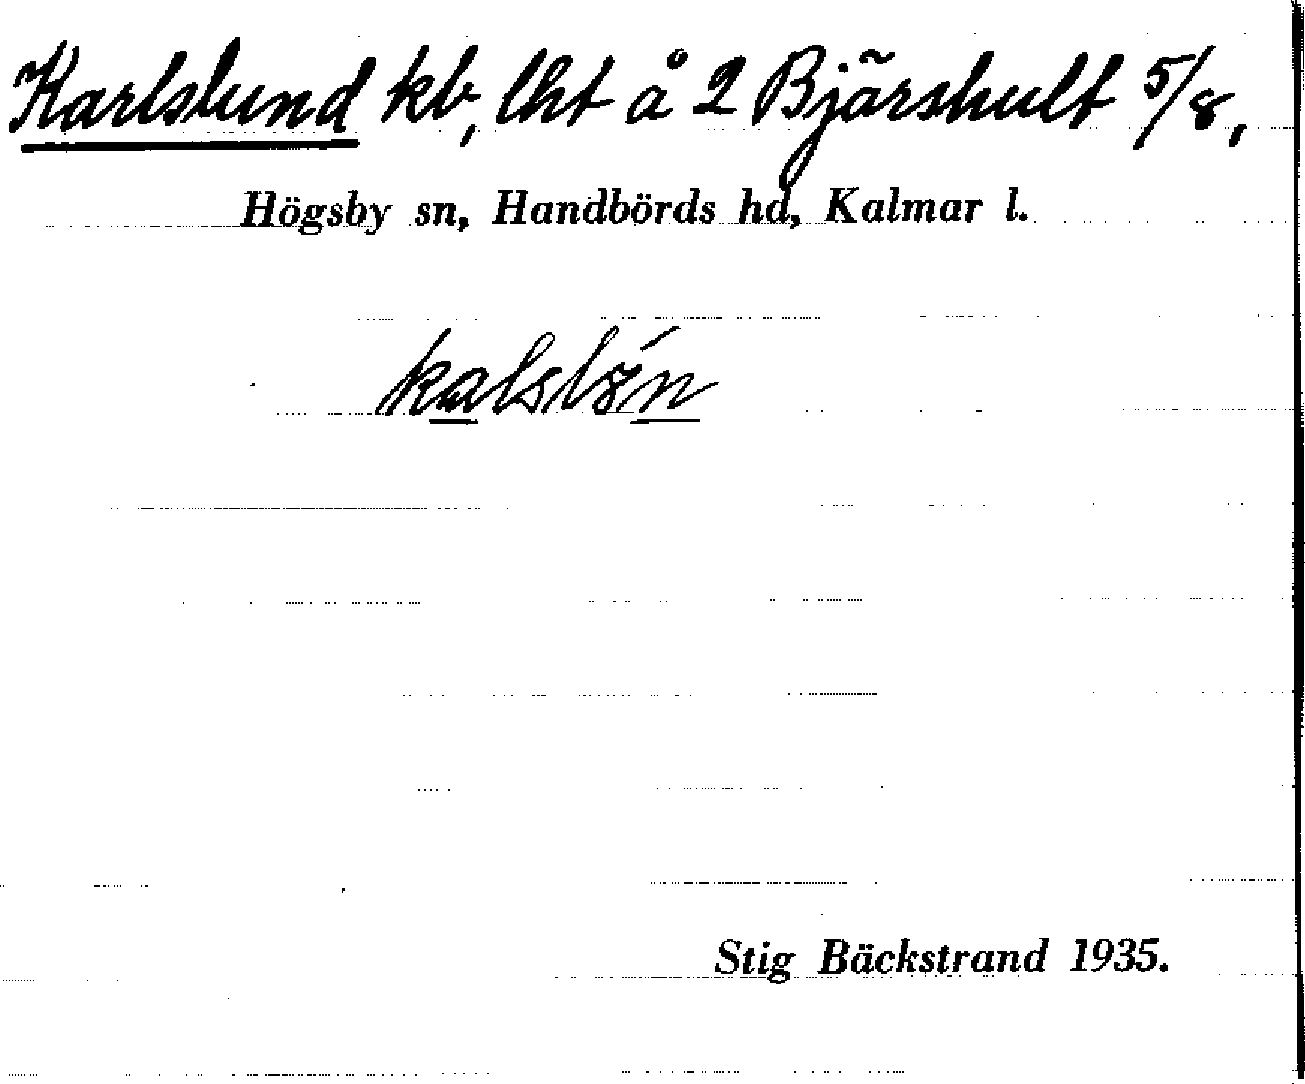 Karlslund kb, lht å 2 Bjärshult 5/8,
Högsby sn, Handbörds hd, Kalmar l.
Stig Bäckstrand 1935.